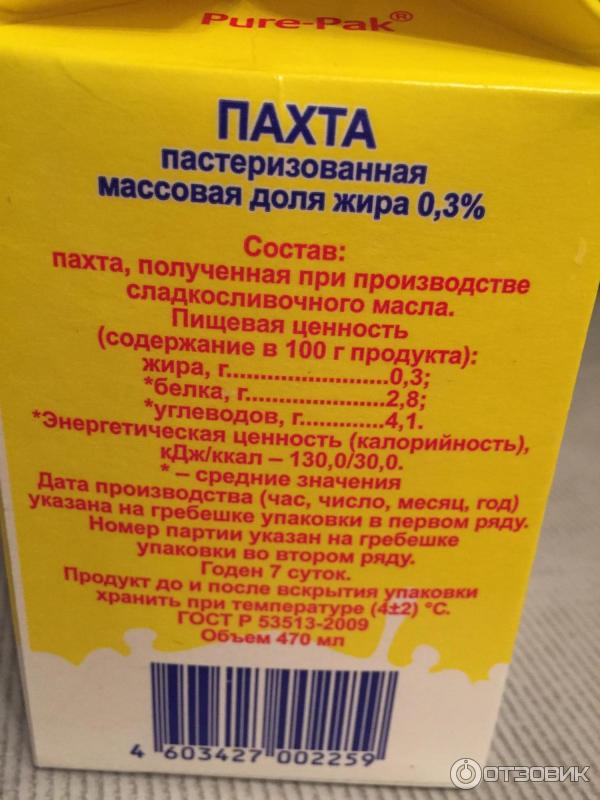 Pure-Pak®
ПАХТА
пастеризованная
массовая доля жира 0,3%
Состав:
пахта, полученная при производстве
сладкосливочного масла.
Пищевая ценность
(содержание в 100 г продукта):
жира, г........................0,3;
*белка, г.....................2,8;
*углеводов, г............4,1.
*Энергетическая ценность (калорийность),
кДж/ккал – 130,0/30,0.
* – средние значения
Дата производства (час, число, месяц, год)
указана на гребешке упаковки в первом ряду.
Номер партии указан на гребешке
упаковки во втором ряду.
Годен 7 суток.
Продукт до и после вскрытия упаковки
хранить при температуре (4±2) °С.
ГОСТ Р 53513-2009
Объем 470 мл
4 603427 002259
ОТЗОВИК